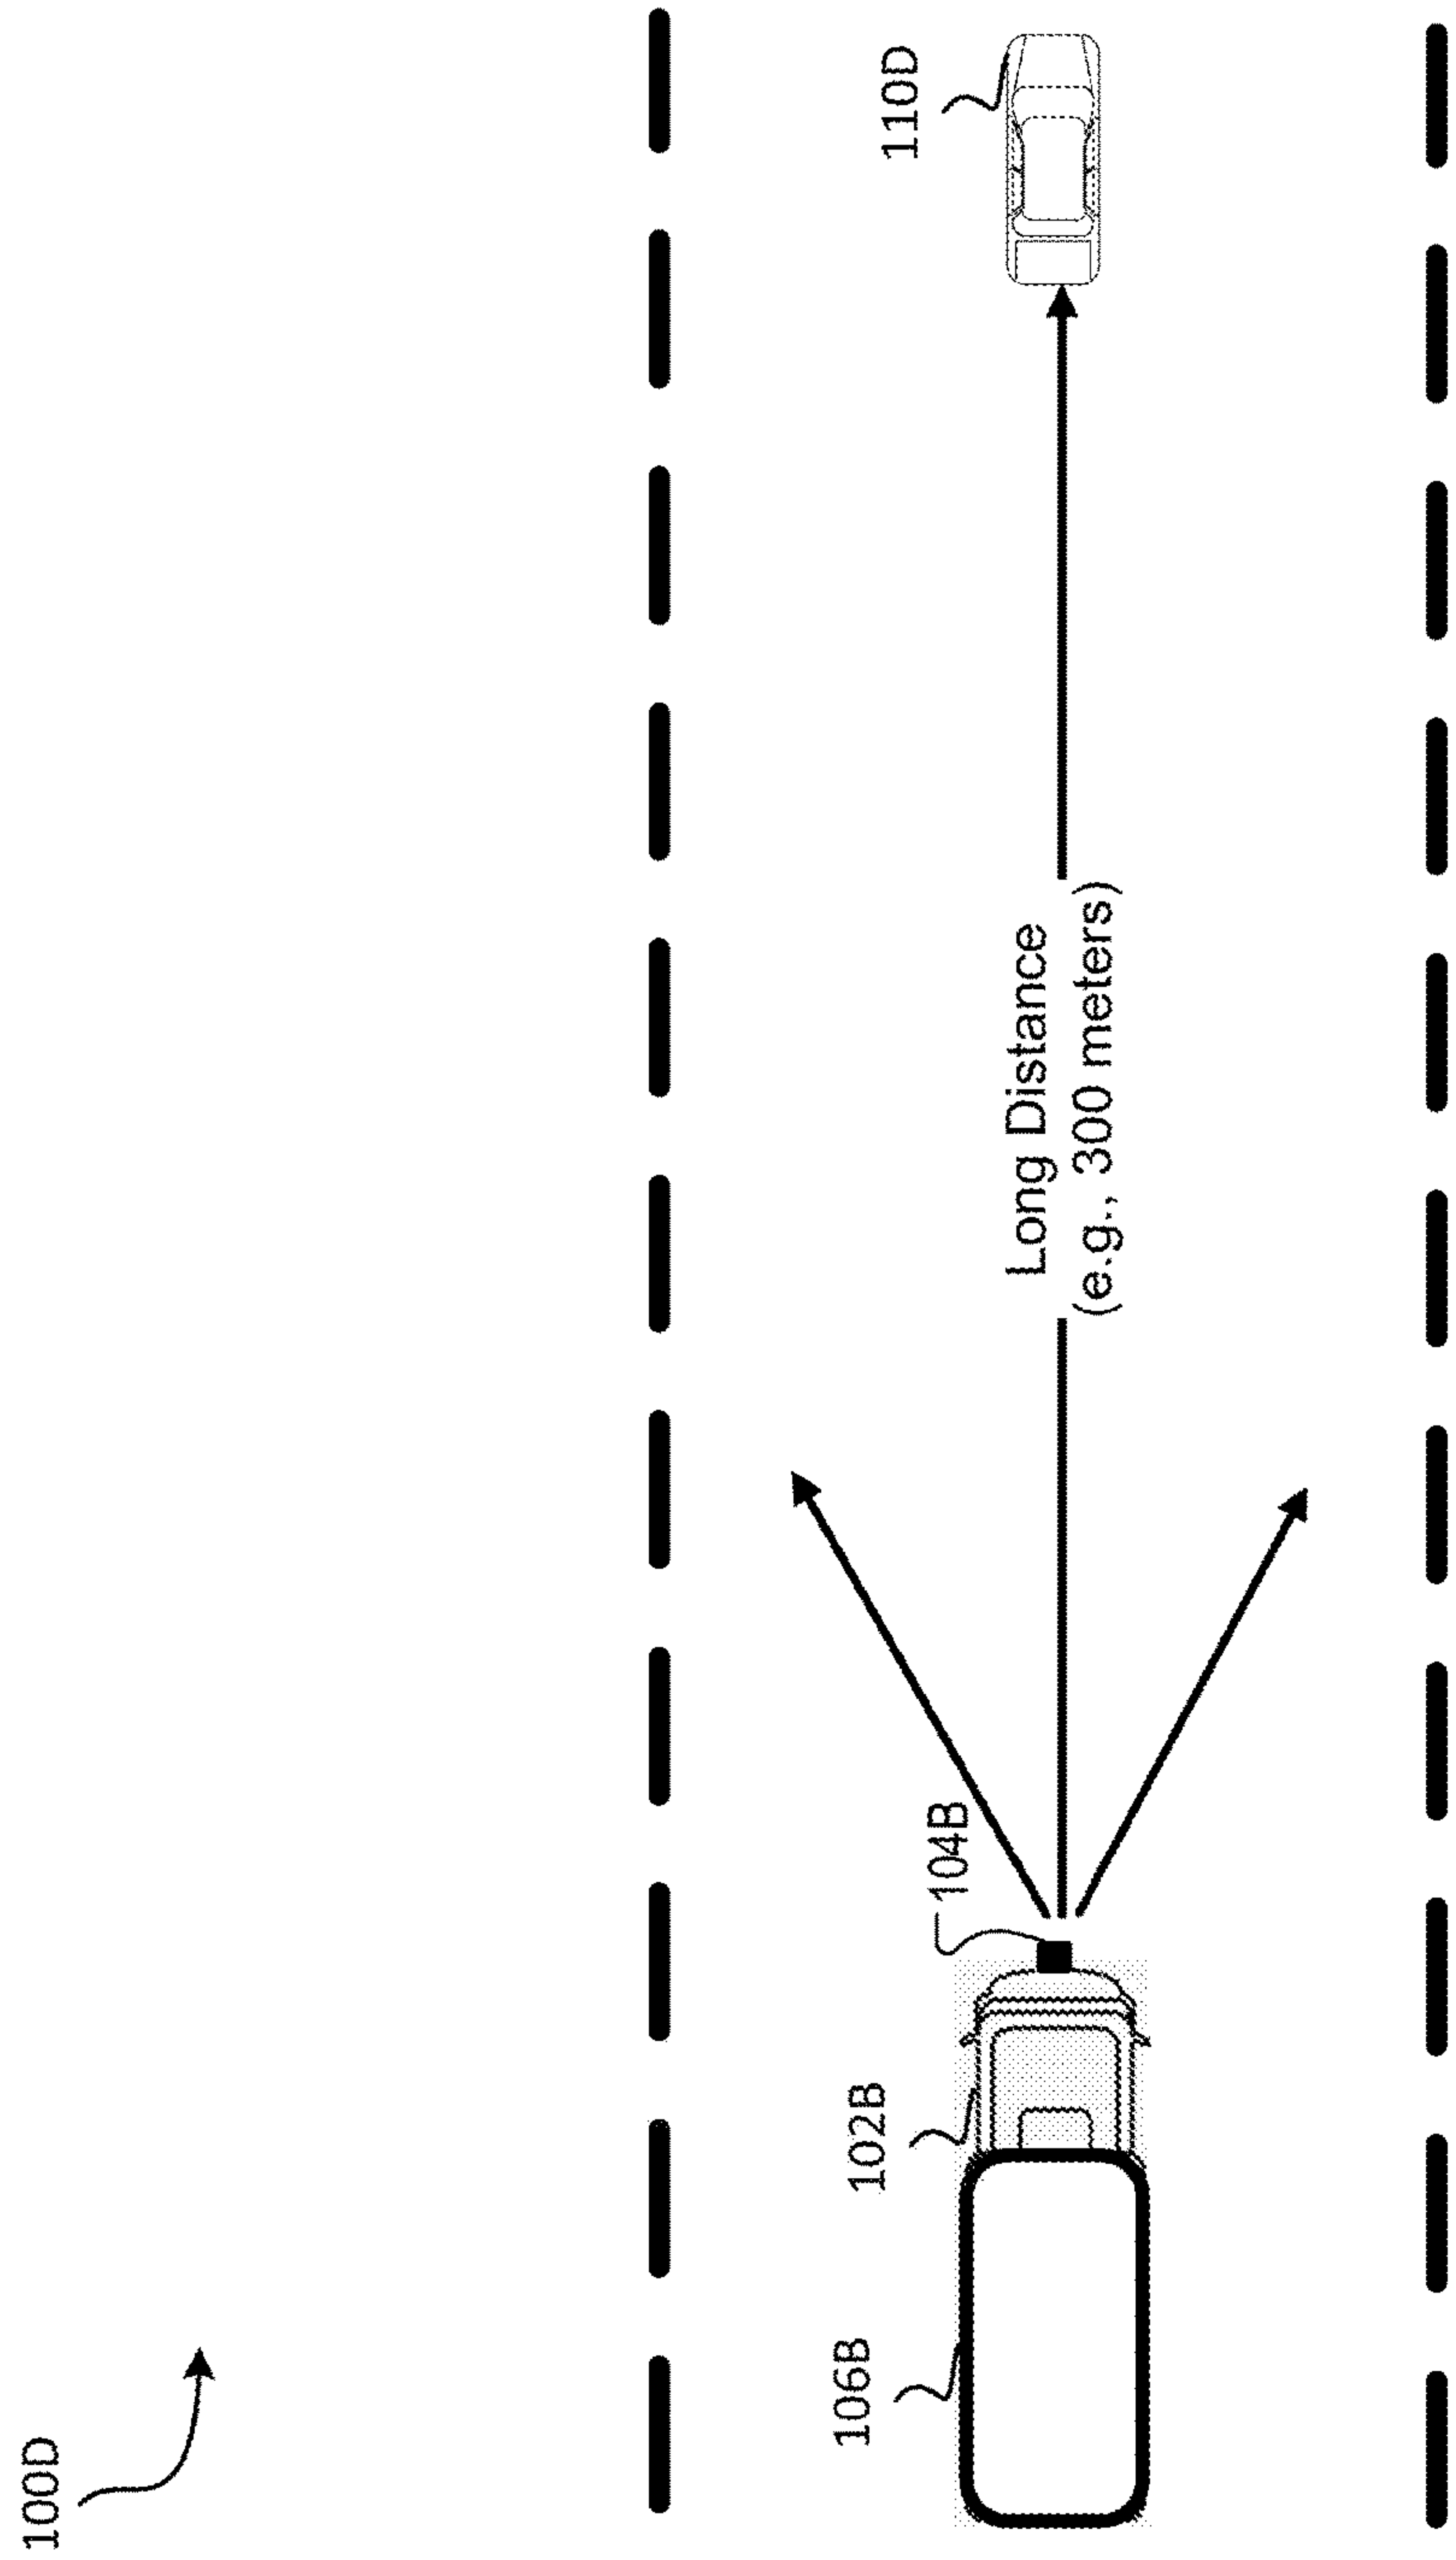 100D
106B
102B
104B
Long Distance
(e.g., 300 meters)
110D